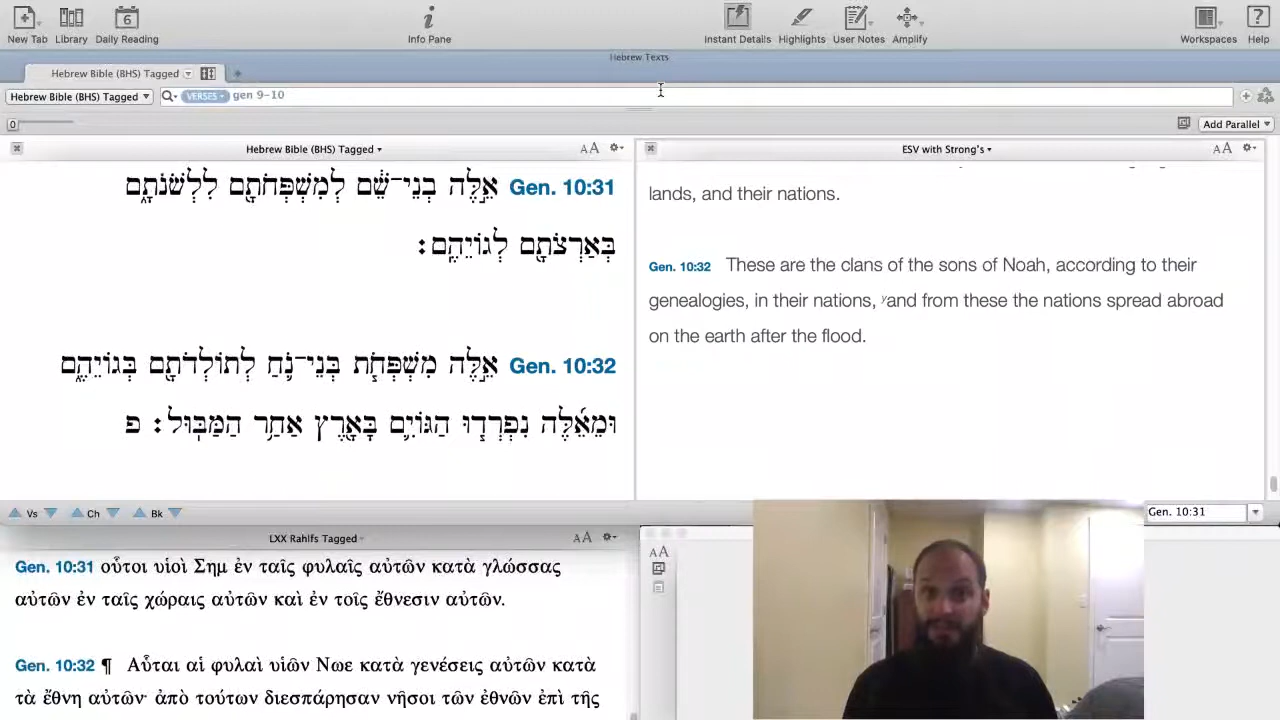 New Tab
Library
6
Daily Reading
Info Pane
Instant Details
Highlights
User Notes
Amplify
Workspaces
Help
Hebrew Texts
Hebrew Bible (BHS) Tagged
Hebrew Bible (BHS) Tagged
VERSES
gen 9-10
0
Add Parallel
Hebrew Bible (BHS) Tagged
AA
Gen. 10:31 אֵ֣לֶּה בְנֵי־שֵׁ֔ם לְמִשְׁפְּחֹתָ֖ם לִלְשֹׁנֹתָ֑ם
בְּאַרְצֹתָ֖ם לְגוֹיֵהֶֽם׃
Gen. 10:32 אֵ֣לֶּה מִשְׁפְּחֹ֧ת בְּנֵי־נֹ֛חַ לְתוֹלְדֹתָ֖ם בְּגוֹיֵהֶ֑ם
וּמֵאֵ֜לֶּה נִפְרְד֧וּ הַגּוֹיִ֛ם בָּאָ֖רֶץ אַחַ֥ר הַמַּבּֽוּל׃ פ
ESV with Strong's
AA
lands, and their nations.
Gen. 10:32 These are the clans of the sons of Noah, according to their
genealogies, in their nations, yand from these the nations spread abroad
on the earth after the flood.
Vs
Ch
Bk
Gen. 10:31
LXX Rahlfs Tagged
AA
Gen. 10:31 οὗτοι υἱοὶ Σημ ἐν ταῖς φυλαῖς αὐτῶν κατὰ γλώσσας
αὐτῶν ἐν ταῖς χώραις αὐτῶν καὶ ἐν τοῖς ἔθνεσιν αὐτῶν.
Gen. 10:32 ¶ Αὗται αἱ φυλαὶ υἱῶν Νωε κατὰ γενέσεις αὐτῶν κατὰ
τὰ ἔθνη αὐτῶν· ἀπὸ τούτων διεσπάρησαν νῆσοι τῶν ἐθνῶν ἐπὶ τῆς
AA